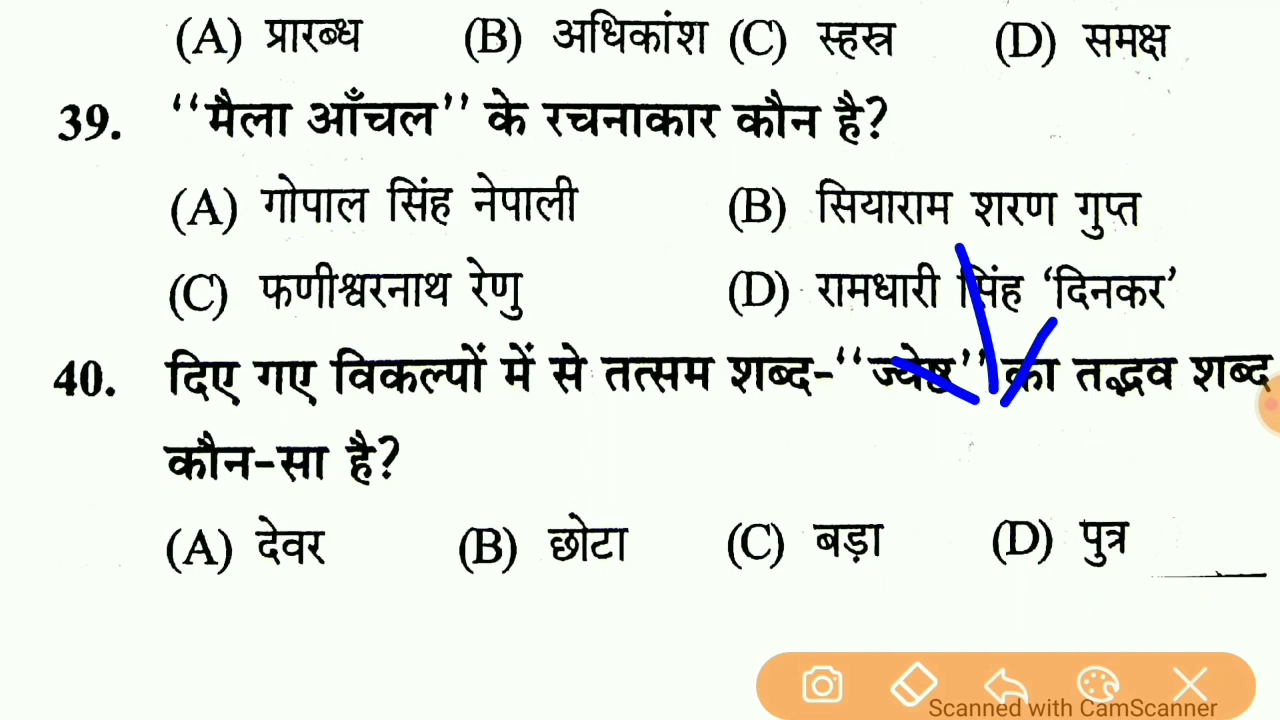 (A) प्रारब्ध (B) अधिकांश (C) स्हस्त्र (D) समक्ष
39. “मैला आँचल” के रचनाकार कौन है?
(A) गोपाल सिंह नेपाली (B) सियाराम शरण गुप्त
(C) फणीश्वरनाथ रेणु (D) रामधारी सिंह ‘दिनकर’
40. दिए गए विकल्पों में से तत्सम शब्द-“ज्येष्ठ” का तद्भव शब्द
कौन-सा है?
(A) देवर (B) छोटा (C) बड़ा (D) पुत्र
Scanned with CamScanner